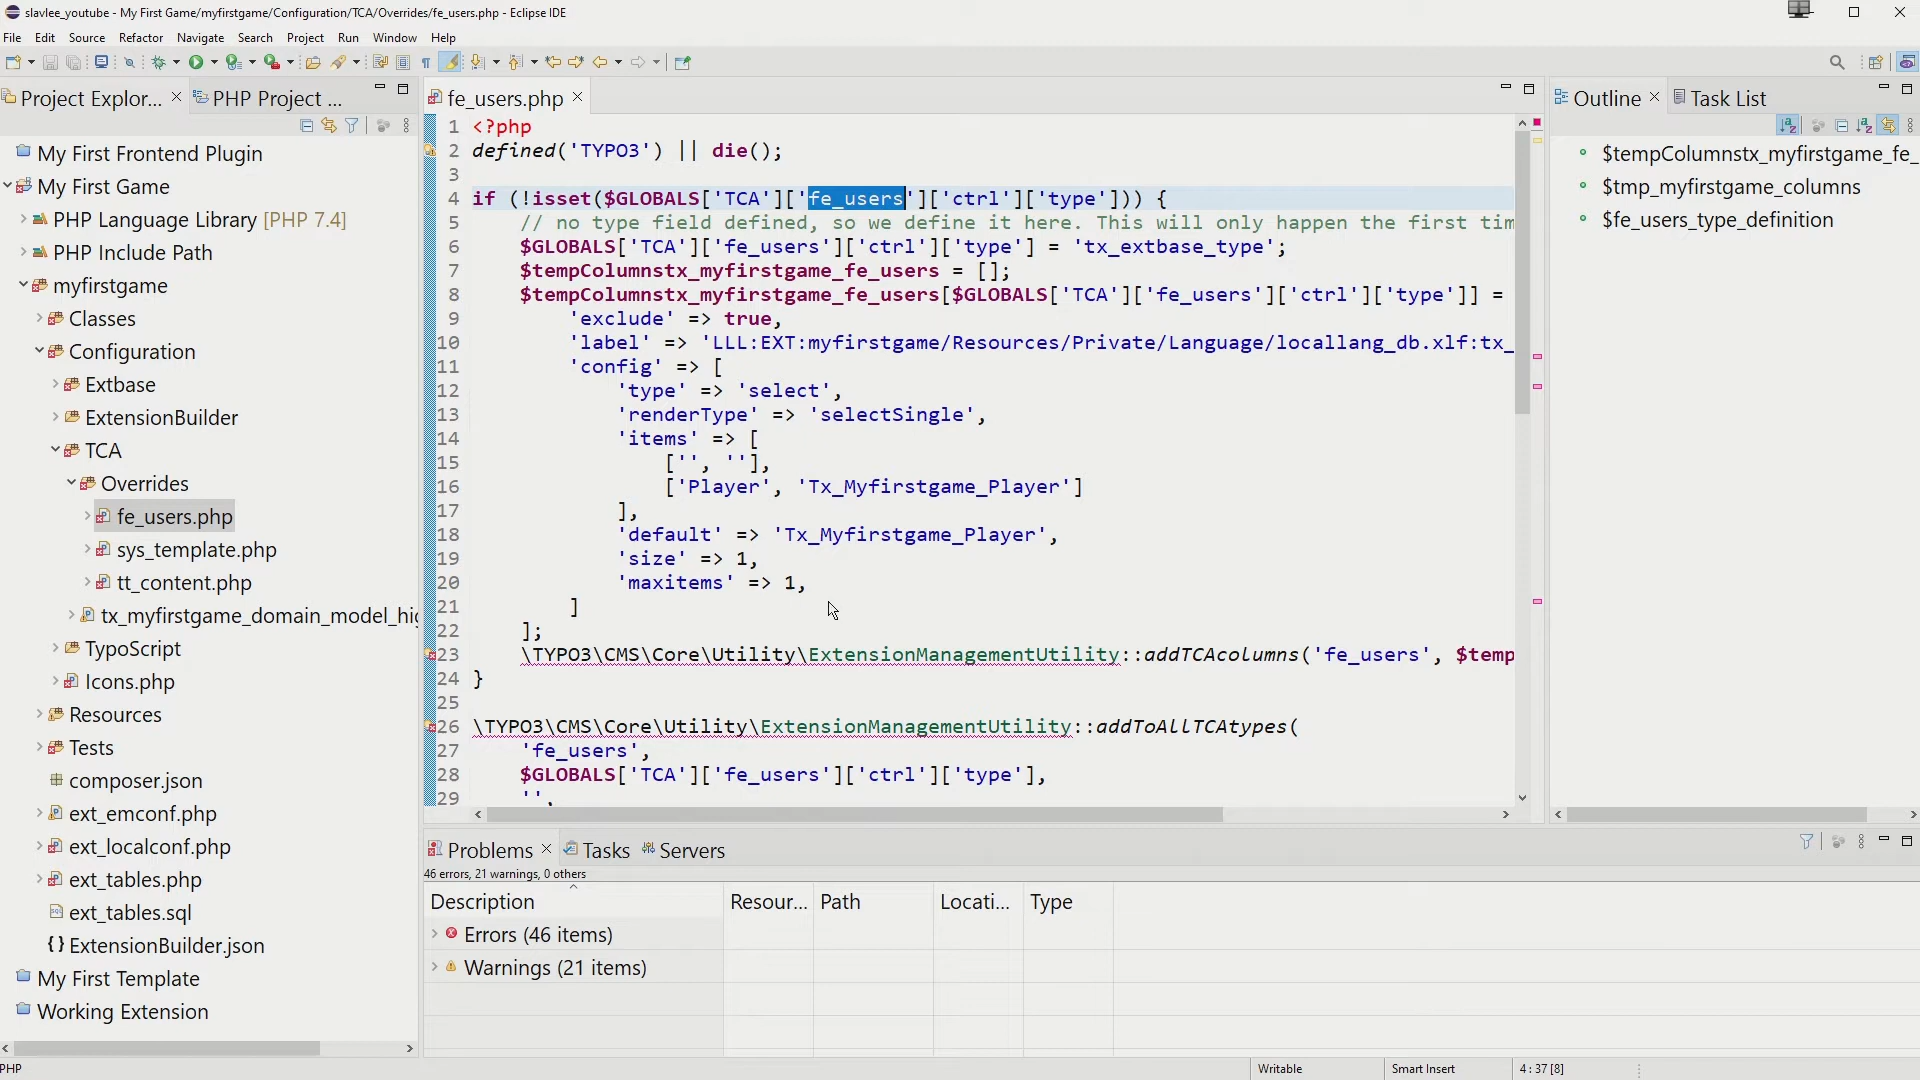 slavlee_youtube - My First Game/myfirstgame/Configuration/TCA/Overrides/fe_users.php - Eclipse IDE
File Edit Source Refactor Navigate Search Project Run Window Help
Project Explor... PHP Project ...
My First Frontend Plugin
My First Game
PHP Language Library [PHP 7.4]
PHP Include Path
myfirstgame
Classes
Configuration
Extbase
ExtensionBuilder
TCA
Overrides
fe_users.php
sys_template.php
tt_content.php
tx_myfirstgame_domain_model_hig
TypoScript
Icons.php
Resources
Tests
composer.json
ext_emconf.php
ext_localconf.php
ext_tables.php
ext_tables.sql
ExtensionBuilder.json
My First Template
Working Extension
fe_users.php
1 <?php
2 defined('TYPO3') || die();
3
4 if (!isset($GLOBALS['TCA']['fe_users']['ctrl']['type'])) {
5 // no type field defined, so we define it here. This will only happen the first tim
6 $GLOBALS['TCA']['fe_users']['ctrl']['type'] = 'tx_extbase_type';
7 $tempColumnstx_myfirstgame_fe_users = [];
8 $tempColumnstx_myfirstgame_fe_users[$GLOBALS['TCA']['fe_users']['ctrl']['type']] =
9 'exclude' => true,
10 'label' => 'LLL:EXT:myfirstgame/Resources/Private/Language/locallang_db.xlf:tx_
11 'config' => [
12 'type' => 'select',
13 'renderType' => 'selectSingle',
14 'items' => [
15 ['', ''],
16 ['Player', 'Tx_Myfirstgame_Player']
17 ],
18 'default' => 'Tx_Myfirstgame_Player',
19 'size' => 1,
20 'maxitems' => 1,
21 ]
22 ];
23 \TYPO3\CMS\Core\Utility\ExtensionManagementUtility::addTCAcolumns('fe_users', $temp
24 }
25
26 \TYPO3\CMS\Core\Utility\ExtensionManagementUtility::addToAllTCAtypes(
27 'fe_users',
28 $GLOBALS['TCA']['fe_users']['ctrl']['type'],
29 '',
Outline Task List
$tempColumnstx_myfirstgame_fe_
$tmp_myfirstgame_columns
$fe_users_type_definition
Problems Tasks Servers
46 errors, 21 warnings, 0 others
Description Resour... Path Locati... Type
Errors (46 items)
Warnings (21 items)
PHP Writable Smart Insert 4 : 37 [8]